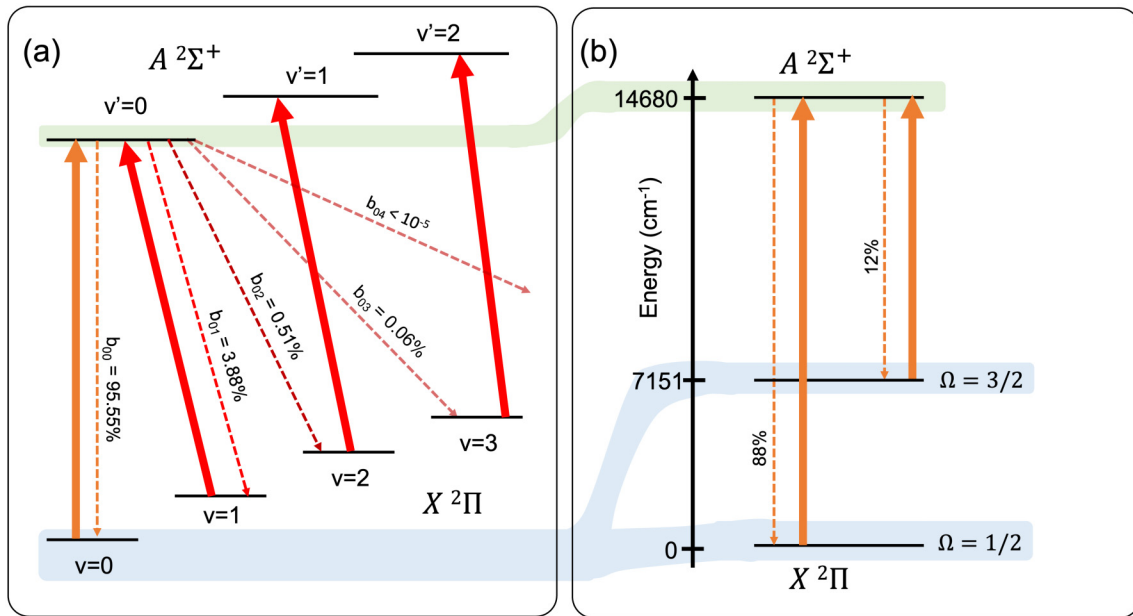 (a)
A ²Σ⁺
v'=0
v'=1
v'=2
b₀₀ = 95.55%
b₀₁ = 3.88%
b₀₂ = 0.51%
b₀₃ = 0.06%
b₀₄ < 10⁻⁵
v=0
v=1
v=2
v=3
X ²Π
(b)
A ²Σ⁺
14680
Energy (cm⁻¹)
12%
7151
Ω = 3/2
88%
0
Ω = 1/2
X ²Π